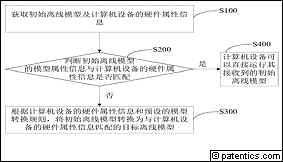 获取初始离线模型及计算机设备的硬件属性信息
S100
S200
判断初始离线模型
的模型属性信息与计算机设备的硬件属
性信息是否匹配
是
S400
计算机设备可
以直接运行其
接收到的初始
离线模型
否
S300
根据计算机设备的硬件属性信息和预设的模型
转换规则，将初始离线模型转换为与计算机设
备的硬件属性信息匹配的目标离线模型
@ patentics.com